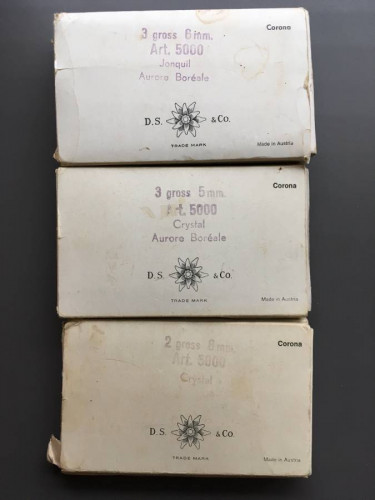 3 gross 6 mm.
Corona
Art. 5000
Jonquil
Aurora Boréale
D.S. & Co.
TRADE MARK
Made in Austria
3 gross 5 mm.
Corona
Art. 5000
Crystal
Aurora Boréale
D.S. & Co.
TRADE MARK
Made in Austria
2 gross 6 mm.
Corona
Art. 5000
Crystal
D.S. & Co.
TRADE MARK
Made in Austria